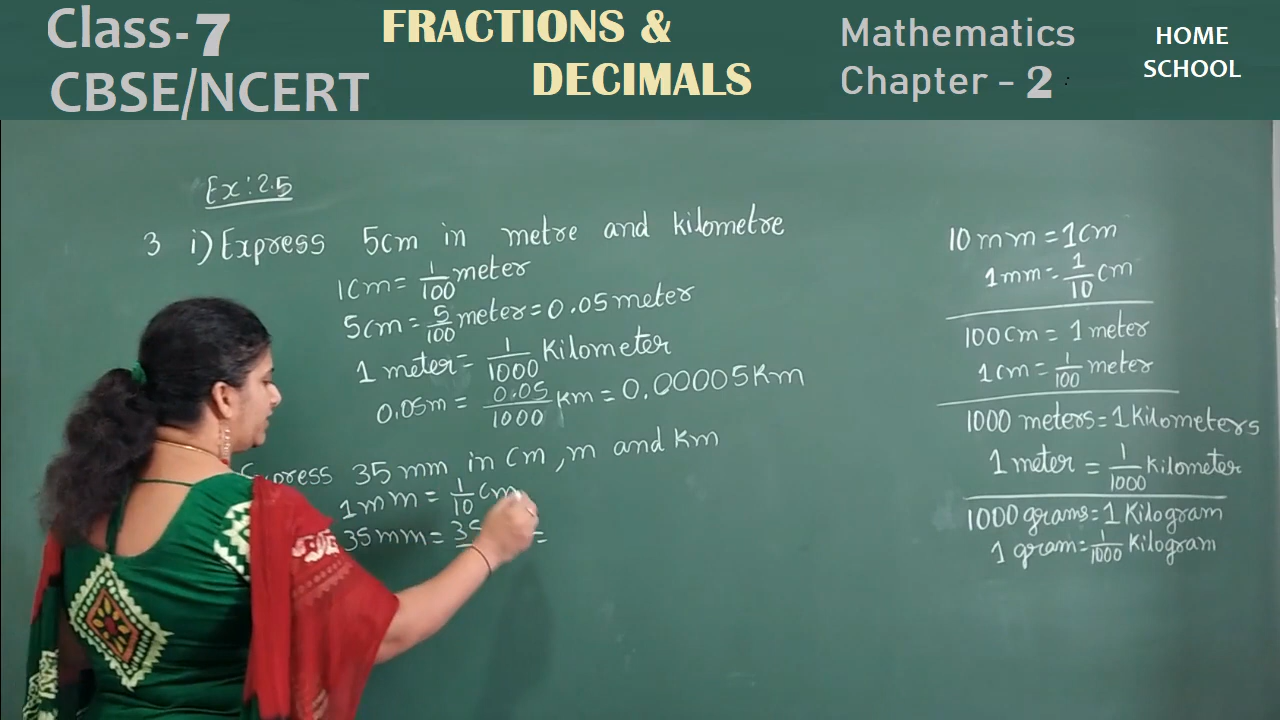 Class-7
CBSE/NCERT
FRACTIONS &
DECIMALS
Mathematics
Chapter - 2
HOME
SCHOOL
Ex: 2.5
3 i) Express 5cm in metre and kilometre
1cm = 1/100 meter
5cm = 5/100 meter = 0.05 meter
1 meter = 1/1000 Kilometer
0.05m = 0.05/1000 Km = 0.00005Km
Express 35 mm in Cm, m and Km
1mm = 1/10 cm
35mm = 35 =
10 mm = 1cm
1mm = 1/10 cm
100cm = 1 meter
1cm = 1/100 meter
1000 meters = 1 Kilometers
1 meter = 1/1000 Kilometer
1000 grams = 1 Kilogram
1 gram = 1/1000 Kilogram